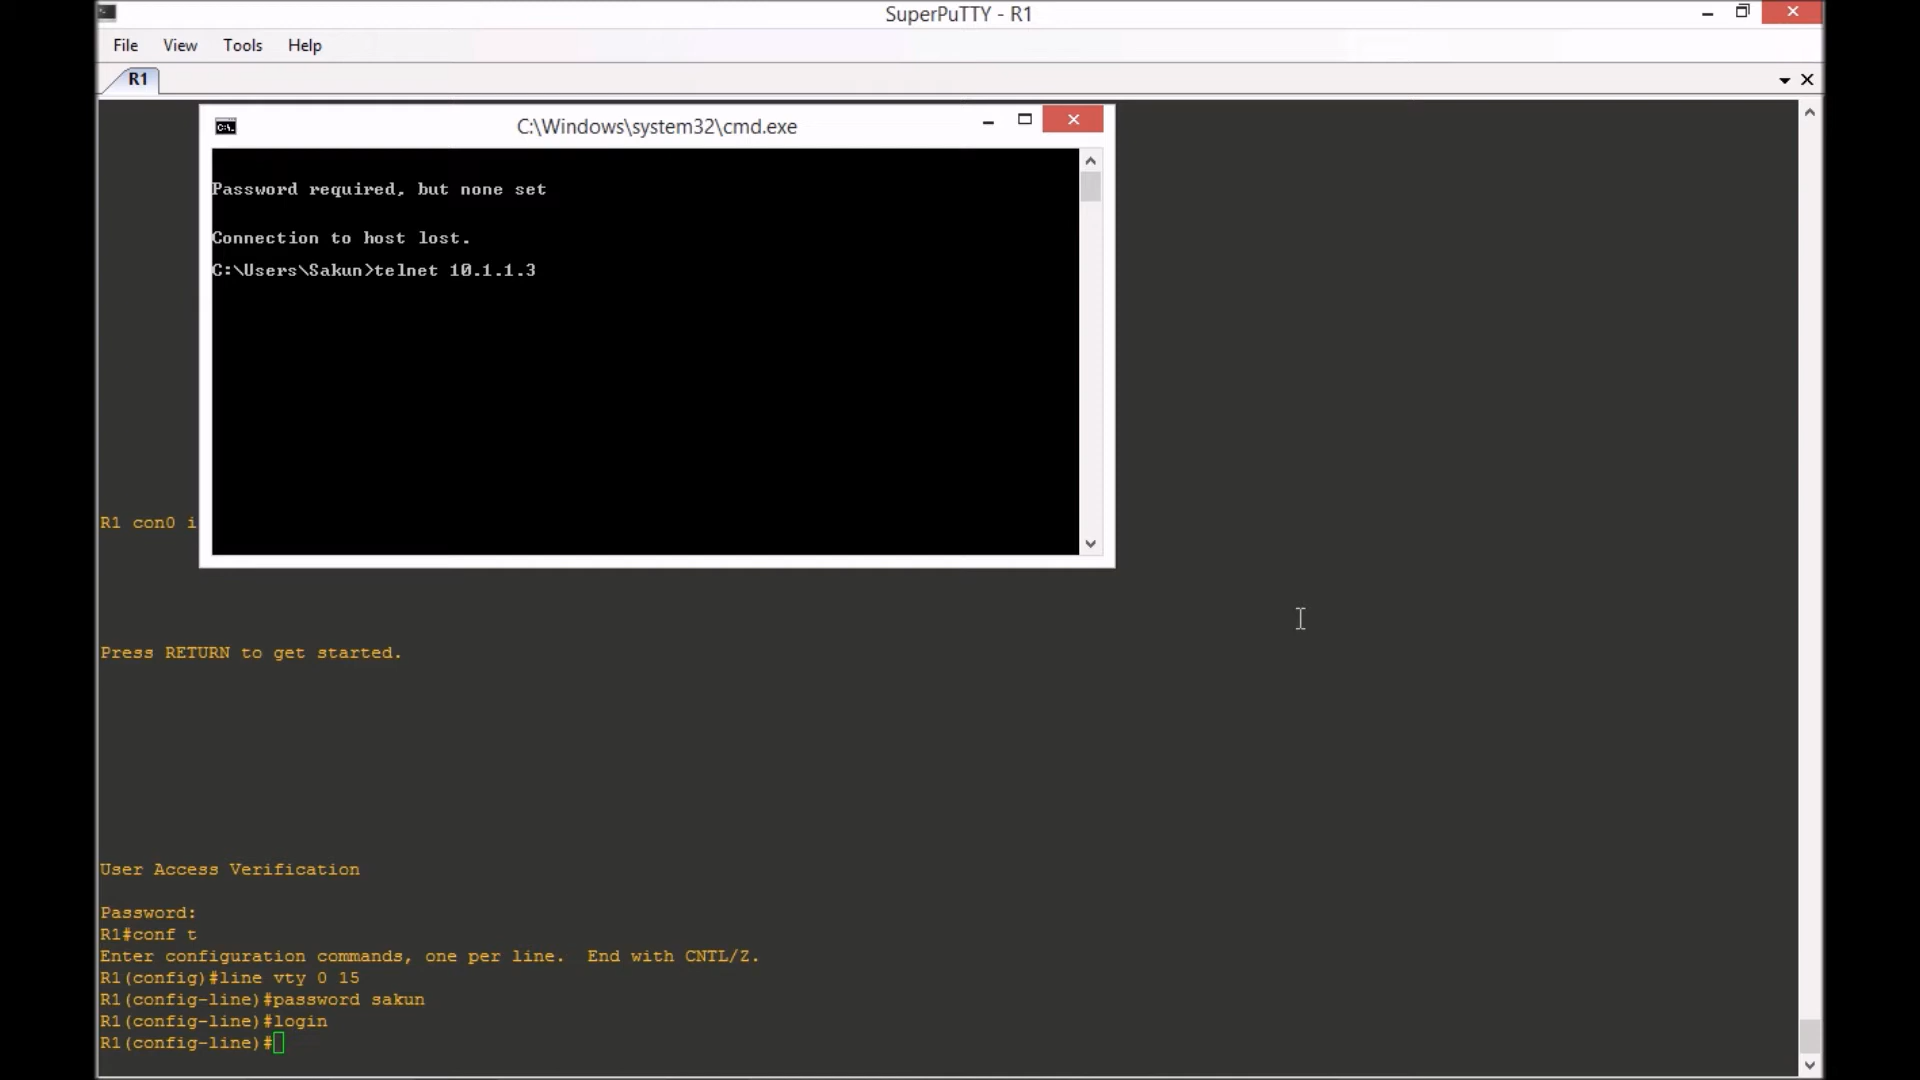 SuperPuTTY - R1
File View Tools Help
R1
C:\Windows\system32\cmd.exe
Password required, but none set
Connection to host lost.
C:\Users\Sakun>telnet 10.1.1.3
R1 con0 i
Press RETURN to get started.
User Access Verification
Password:
R1#conf t
Enter configuration commands, one per line.  End with CNTL/Z.
R1(config)#line vty 0 15
R1(config-line)#password sakun
R1(config-line)#login
R1(config-line)#